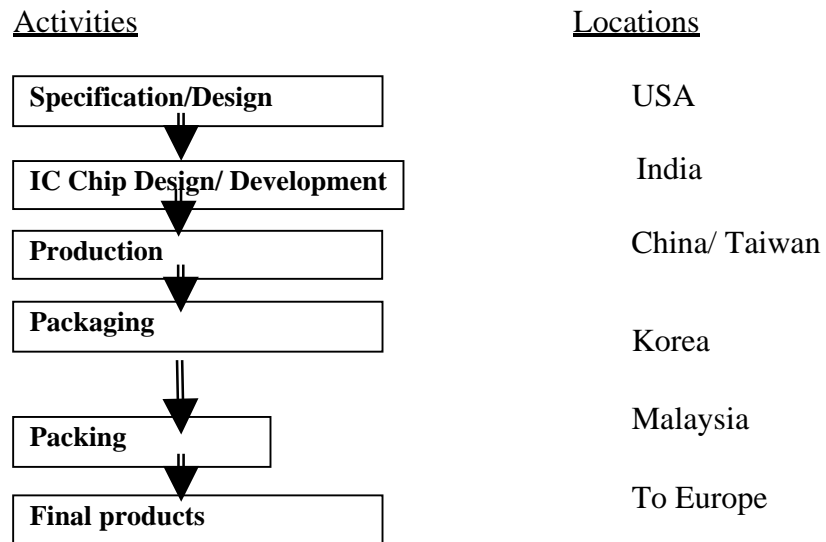 Activities Locations
Specification/Design USA
IC Chip Design/ Development India
Production China/ Taiwan
Packaging Korea
Packing Malaysia
Final products To Europe